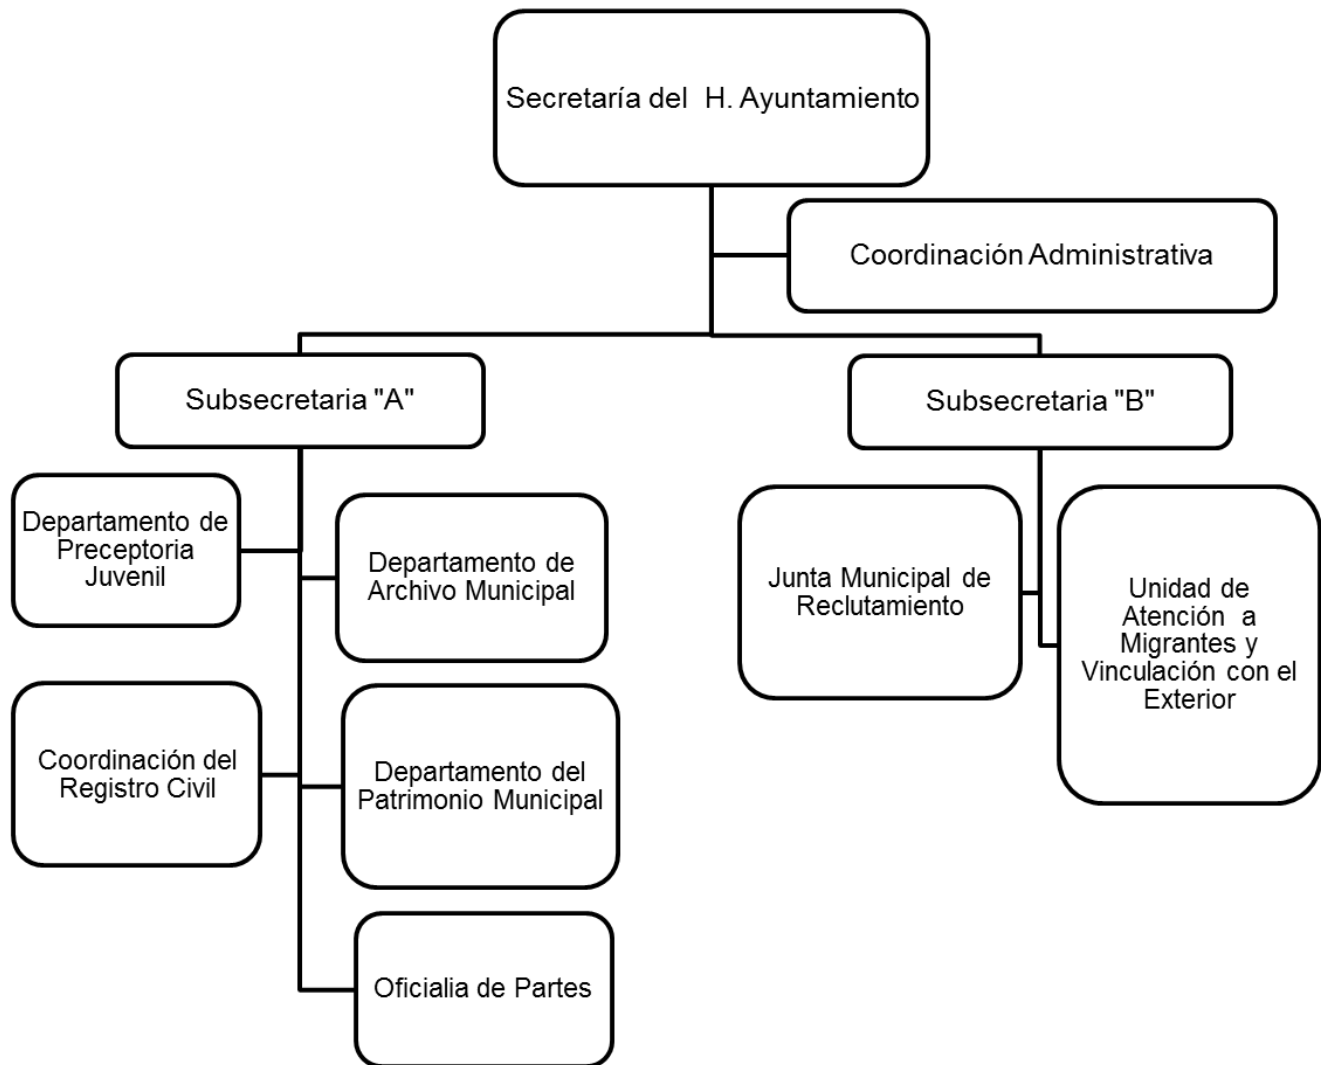 Secretaría del H. Ayuntamiento
Coordinación Administrativa
Subsecretaria "A"
Subsecretaria "B"
Departamento de
Preceptoria
Juvenil
Departamento de
Archivo Municipal
Junta Municipal de
Reclutamiento
Unidad de
Atención a
Migrantes y
Vinculación con el
Exterior
Coordinación del
Registro Civil
Departamento del
Patrimonio Municipal
Oficialia de Partes